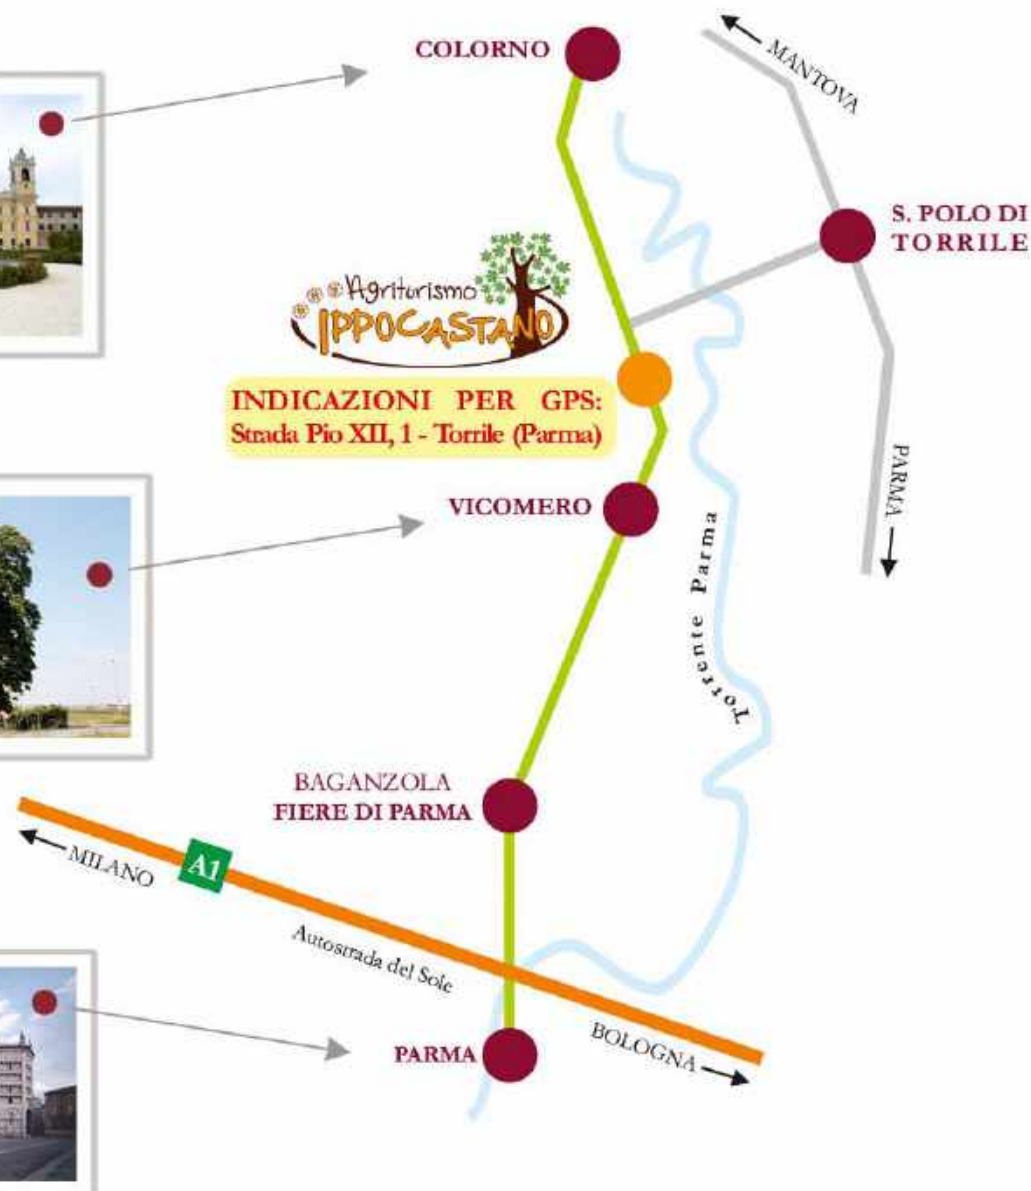 COLORNO
MANTOVA
S. POLO DI
TORRILE
Agriturismo
IPPOCASTANO
INDICAZIONI PER GPS:
Strada Pio XII, 1 - Torrile (Parma)
PARMA
VICOMERO
Torrente Parma
BAGANZOLA
FIERE DI PARMA
MILANO
A1
Autostrada del Sole
BOLOGNA
PARMA